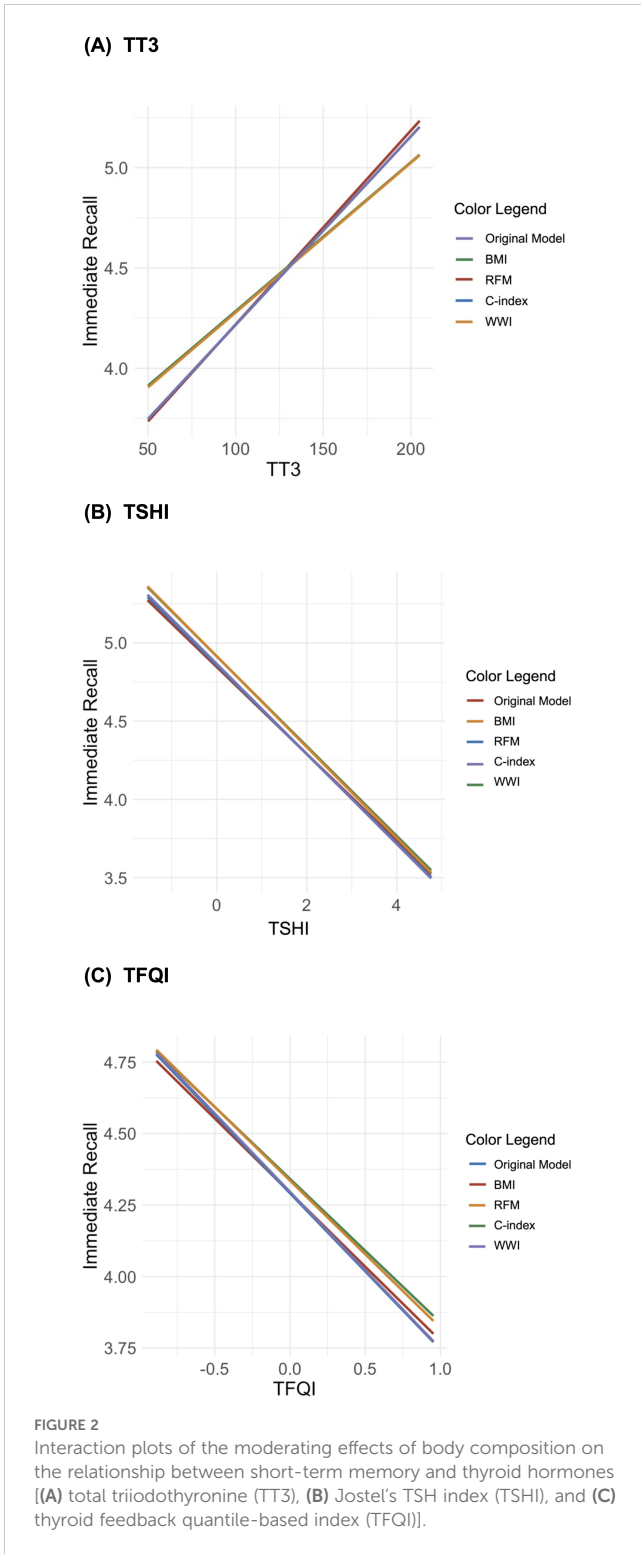 (A) TT3
Immediate Recall
5.0
4.5
4.0
50 100 150 200
TT3
Color Legend
Original Model
BMI
RFM
C-index
WWI
(B) TSHI
Immediate Recall
5.0
4.5
4.0
3.5
0 2 4
TSHI
Color Legend
Original Model
BMI
RFM
C-index
WWI
(C) TFQI
Immediate Recall
4.75
4.50
4.25
4.00
3.75
-0.5 0.0 0.5 1.0
TFQI
Color Legend
Original Model
BMI
RFM
C-index
WWI
FIGURE 2
Interaction plots of the moderating effects of body composition on
the relationship between short-term memory and thyroid hormones
[(A) total triiodothyronine (TT3), (B) Jostel's TSH index (TSHI), and (C)
thyroid feedback quantile-based index (TFQI)].